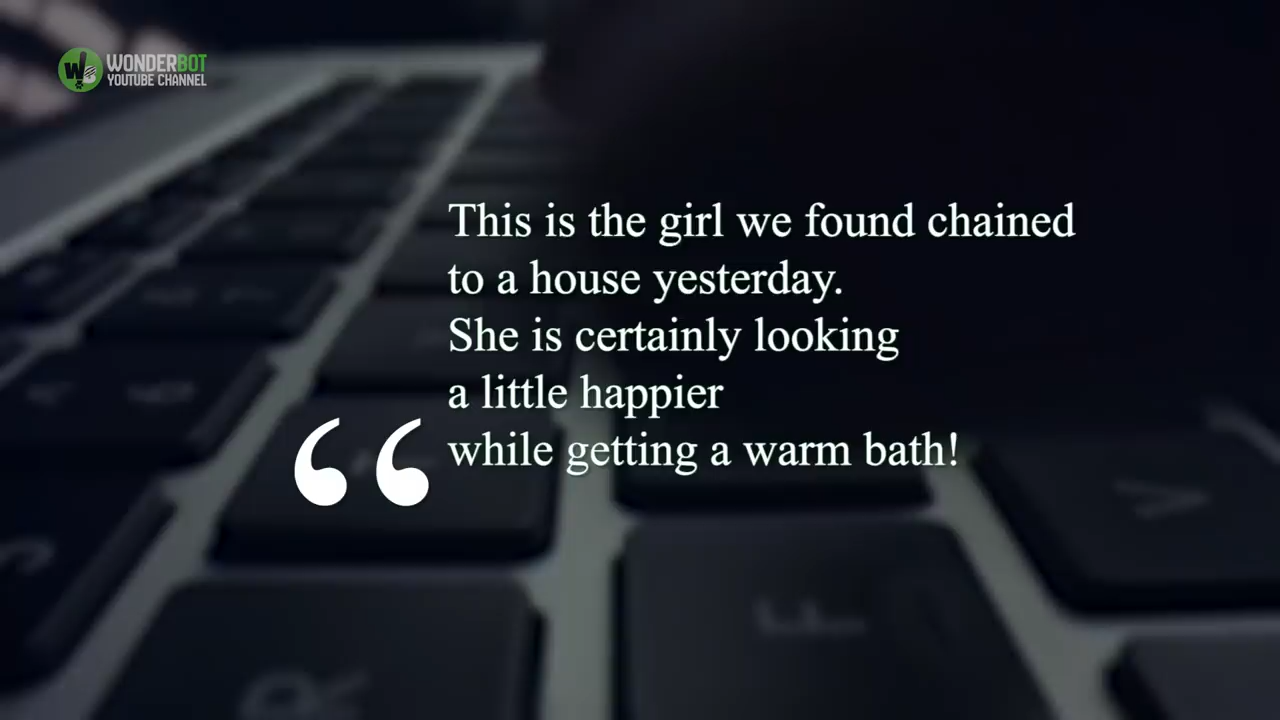 WONDERBOT
YOUTUBE CHANNEL
This is the girl we found chained
to a house yesterday.
She is certainly looking
a little happier
“while getting a warm bath!
R
F
V